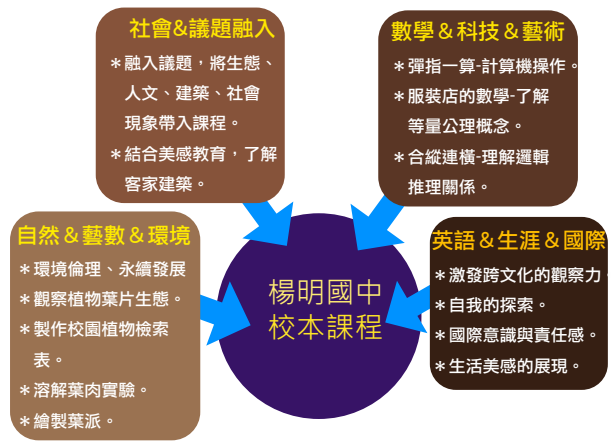 社會&議題融入
＊融入議題，將生態、
人文、建築、社會
現象帶入課程。
＊結合美感教育，了解
客家建築。
數學＆科技＆藝術
＊彈指一算-計算機操作。
＊服裝店的數學-了解
等量公理概念。
＊合縱連橫-理解邏輯
推理關係。
自然＆藝數＆環境
＊環境倫理、永續發展
＊觀察植物葉片生態。
＊製作校園植物檢索
表。
＊溶解葉肉實驗。
＊繪製葉派。
楊明國中
校本課程
英語＆生涯＆國際
＊激發跨文化的觀察力。
＊自我的探索。
＊國際意識與責任感。
＊生活美感的展現。